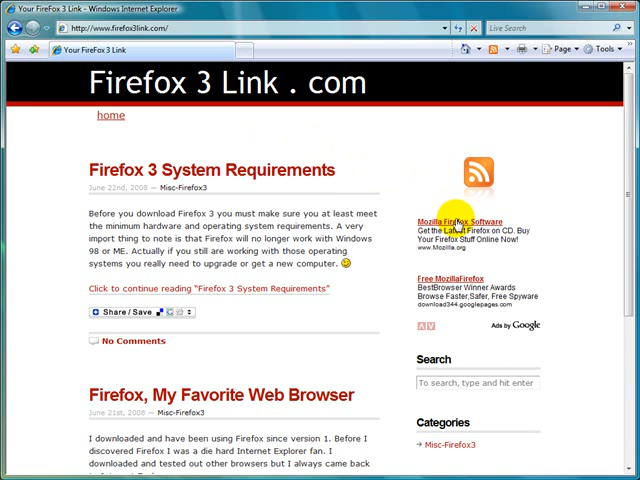 Your FireFox 3 Link - Windows Internet Explorer
http://www.firefox3link.com/
Live Search
Your FireFox 3 Link
Page
Tools
Firefox 3 Link . com
home
Firefox 3 System Requirements
June 22nd, 2008 — Misc-Firefox3
Before you download Firefox 3 you must make sure you at least meet
the minimum hardware and operating system requirements. A very
important thing to note is that Firefox will no longer work with Windows
98 or ME. Actually if you still are working with those operating
systems you really need to upgrade or get a new computer.
Click to continue reading "Firefox 3 System Requirements"
Share / Save
No Comments
Firefox, My Favorite Web Browser
June 21st, 2008 — Misc-Firefox3
I downloaded and have been using Firefox since version 1. Before I
discovered Firefox I was a die hard Internet Explorer fan. I
downloaded and tested out other browsers but I always came back
Mozilla Firefox Software
Get the Latest Firefox on CD. Buy
Your Firefox Stuff Online Now!
www.Mozilla.org
Free MozillaFirefox
BestBrowser Winner Awards
Browse Faster,Safer, Free Spyware
download344.googlepages.com
Ads by Google
Search
To search, type and hit enter
Categories
Misc-Firefox3